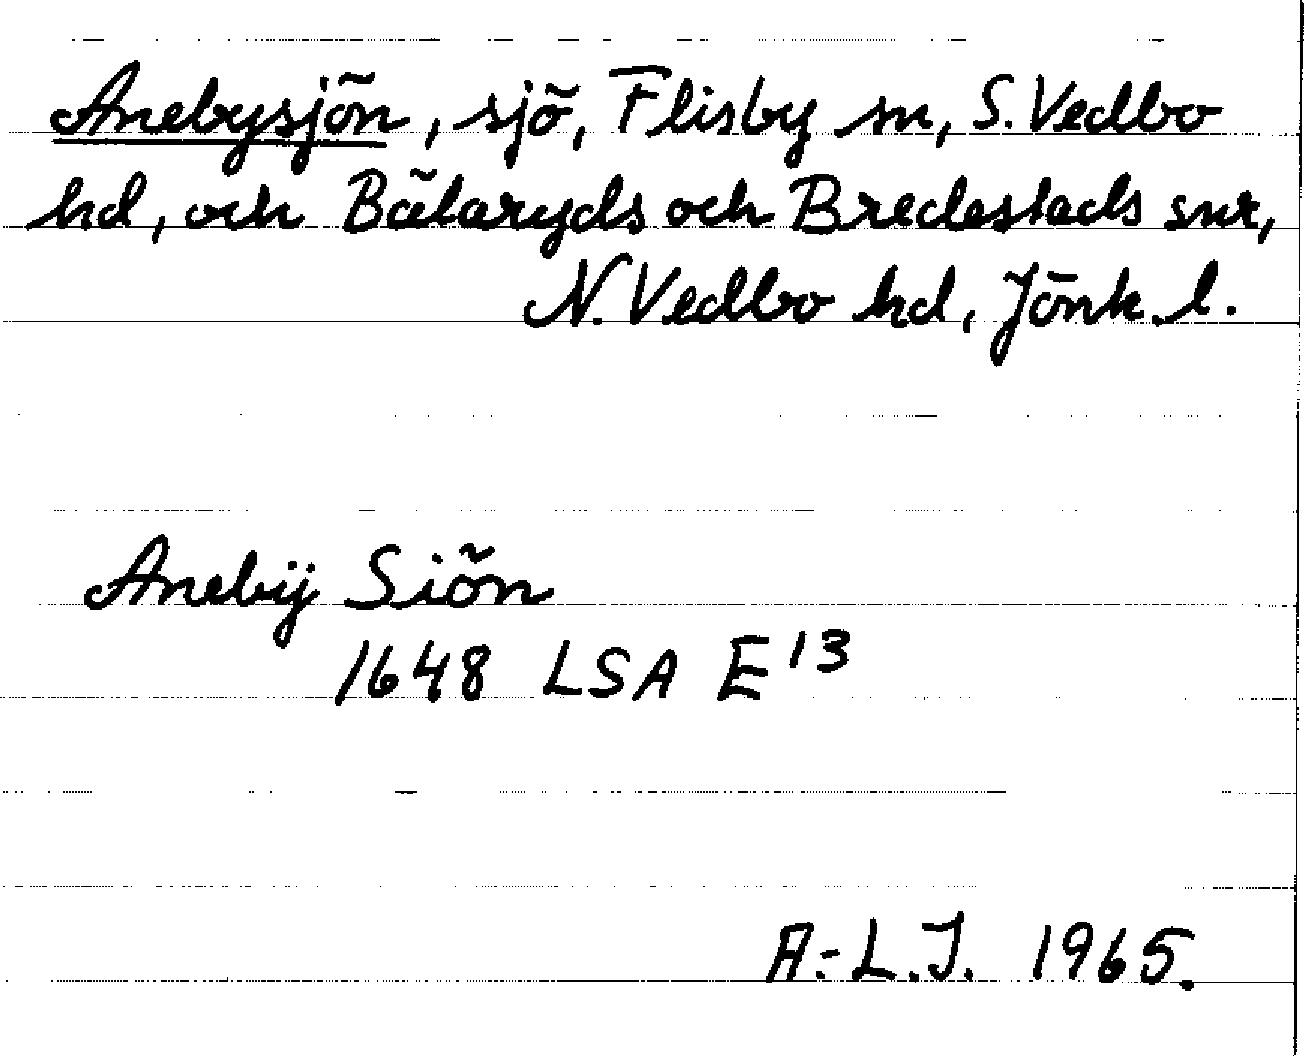 Anebysjön, sjö, Flisby sn, S. Vedbo
hd, och Bälaryds och Bredestads snr,
N. Vedbo hd, Jönk. l.
Anebÿ Siön
1648 LSA E¹³
A.-L.J. 1965.